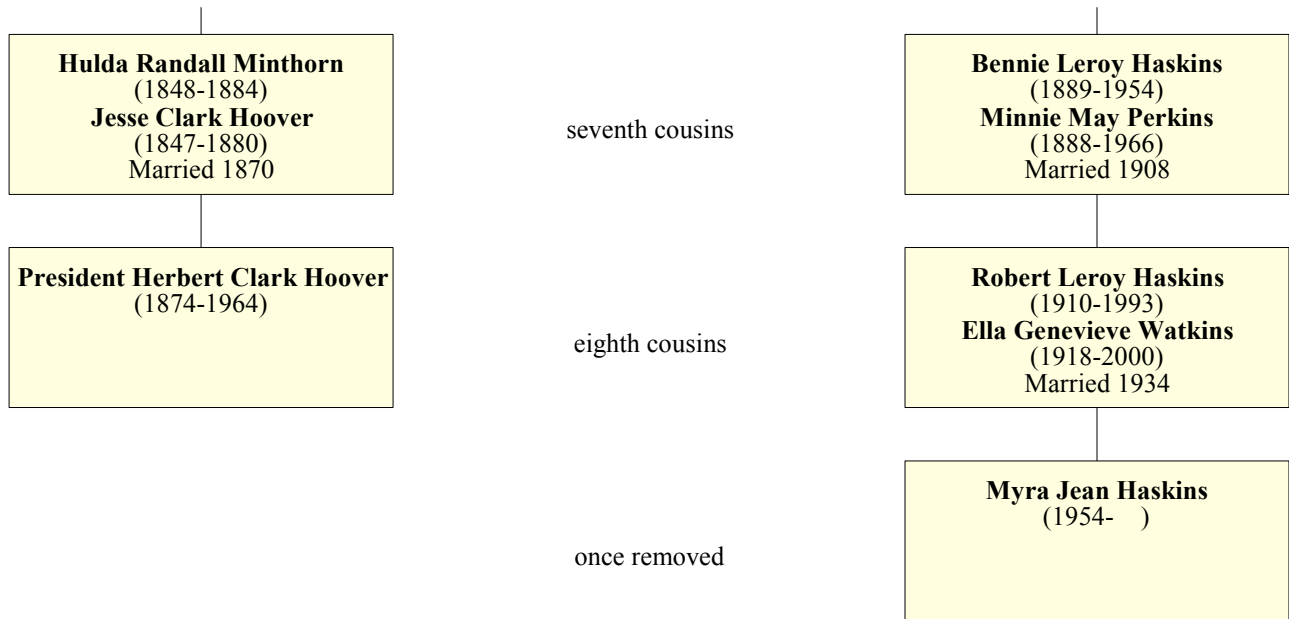 Hulda Randall Minthorn
(1848-1884)
Jesse Clark Hoover
(1847-1880)
Married 1870
seventh cousins
Bennie Leroy Haskins
(1889-1954)
Minnie May Perkins
(1888-1966)
Married 1908
President Herbert Clark Hoover
(1874-1964)
eighth cousins
Robert Leroy Haskins
(1910-1993)
Ella Genevieve Watkins
(1918-2000)
Married 1934
once removed
Myra Jean Haskins
(1954-    )